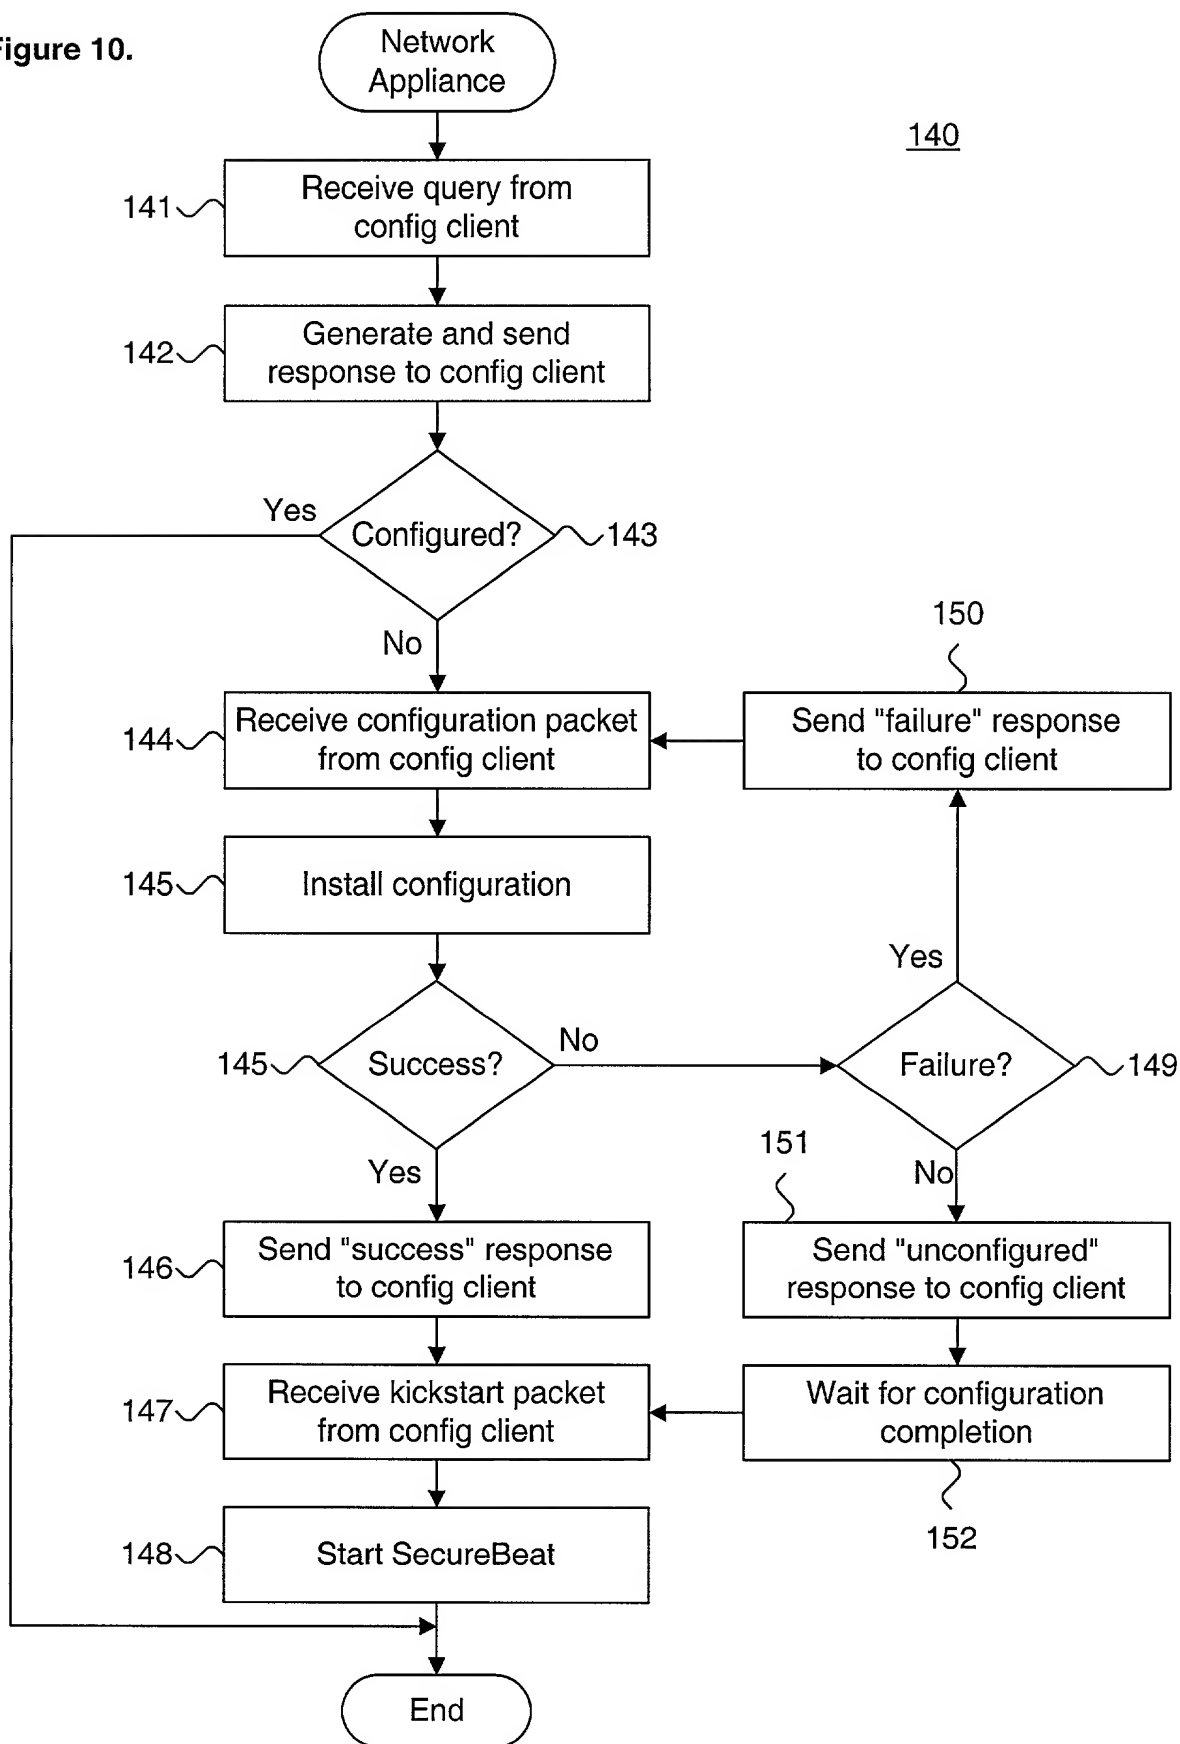 Figure 10.
Network
Appliance
140
141
Receive query from
config client
142
Generate and send
response to config client
Yes
Configured?
143
No
150
144
Receive configuration packet
from config client
Send "failure" response
to config client
145
Install configuration
Yes
145
Success?
No
Failure?
149
Yes
151
No
146
Send "success" response
to config client
Send "unconfigured"
response to config client
147
Receive kickstart packet
from config client
Wait for configuration
completion
152
148
Start SecureBeat
End